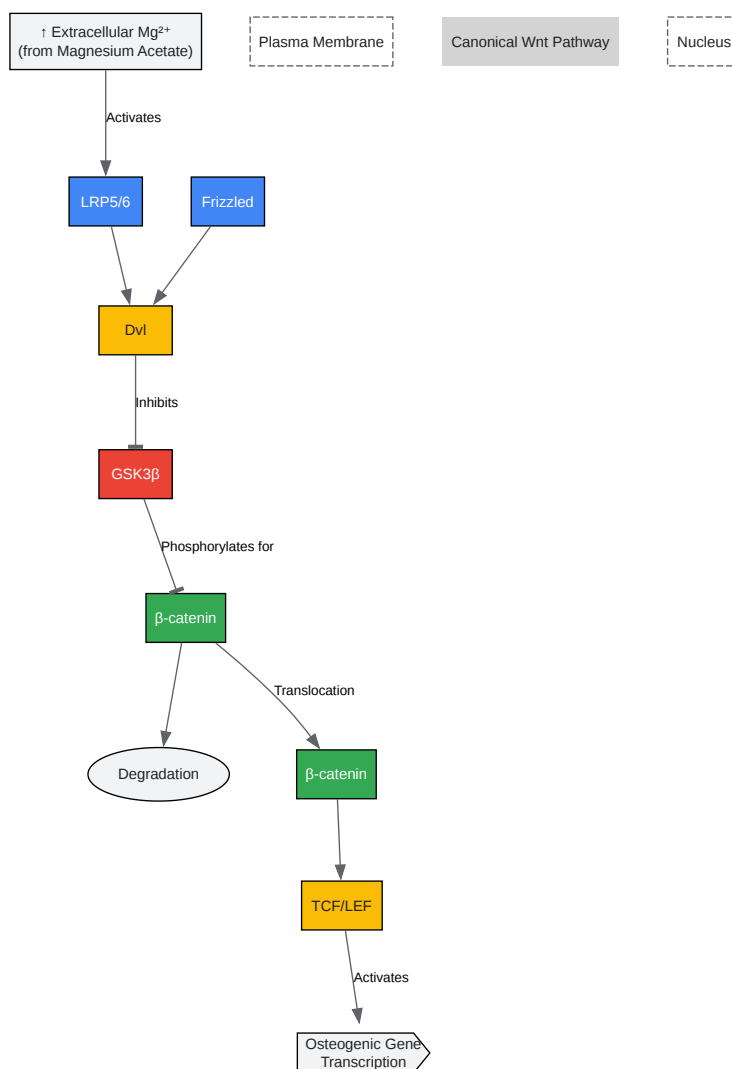 ↑ Extracellular Mg²⁺
(from Magnesium Acetate)
Plasma Membrane
Canonical Wnt Pathway
Nucleus
Activates
LRP5/6
Frizzled
Dvl
Inhibits
GSK3β
Phosphorylates for
β-catenin
Translocation
Degradation
β-catenin
TCF/LEF
Activates
Osteogenic Gene
Transcription